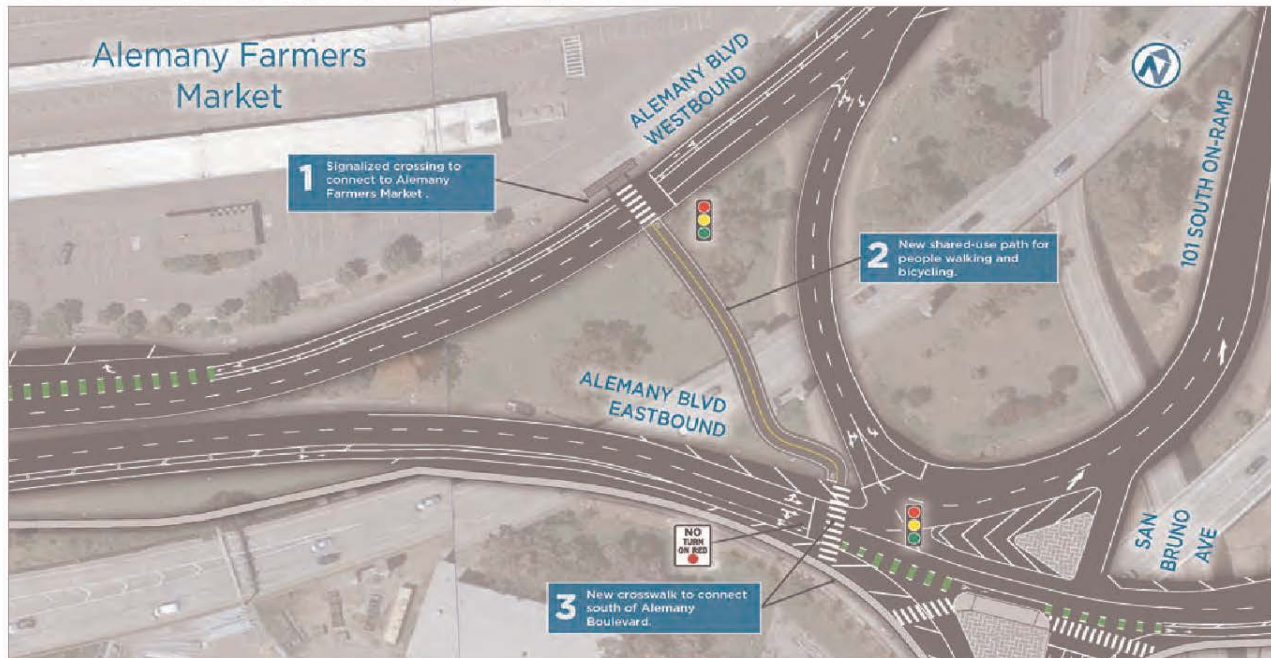 Alemany Farmers
Market
ALEMANY BLVD
WESTBOUND
1
Signalized crossing to
connect to Alemany
Farmers Market .
2
New shared-use path for
people walking and
bicycling.
101 SOUTH ON-RAMP
ALEMANY BLVD
EASTBOUND
NO
TURN
ON RED
SAN
BRUNO
AVE
3
New crosswalk to connect
south of Alemany
Boulevard.